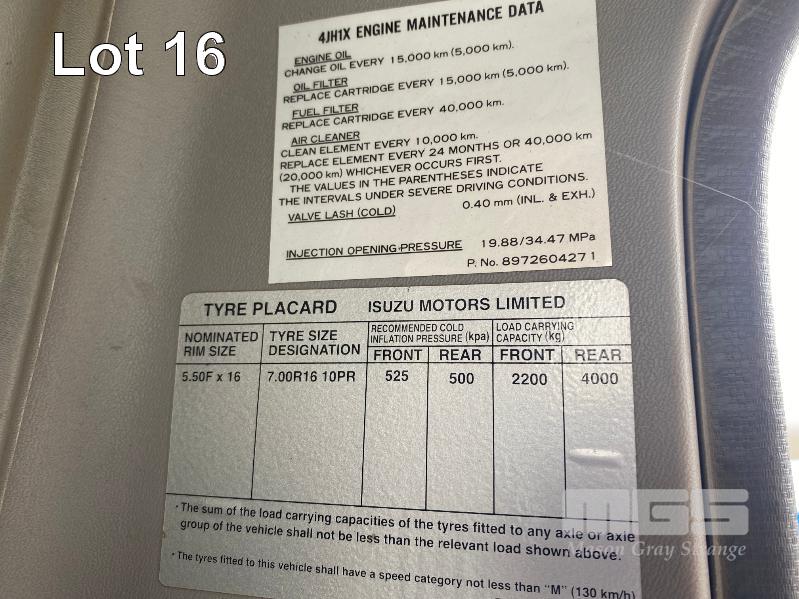 Lot 16
4JH1X ENGINE MAINTENANCE DATA
ENGINE OIL
CHANGE OIL EVERY 15,000 km (5,000 km).
OIL FILTER
REPLACE CARTRIDGE EVERY 15,000 km (5,000 km).
FUEL FILTER
REPLACE CARTRIDGE EVERY 40,000 km.
AIR CLEANER
CLEAN ELEMENT EVERY 10,000 km.
REPLACE ELEMENT EVERY 24 MONTHS OR 40,000 km
(20,000 km) WHICHEVER OCCURS FIRST.
THE VALUES IN THE PARENTHESES INDICATE
THE INTERVALS UNDER SEVERE DRIVING CONDITIONS.
VALVE LASH (COLD) 0.40 mm (INL. & EXH.)
INJECTION OPENING PRESSURE 19.88/34.47 MPa
P. No. 897260427 1
TYRE PLACARD ISUZU MOTORS LIMITED
NOMINATED RIM SIZE
TYRE SIZE DESIGNATION
RECOMMENDED COLD INFLATION PRESSURE (kpa)
LOAD CARRYING CAPACITY (kg)
FRONT REAR FRONT REAR
5.50F x 16 7.00R16 10PR 525 500 2200 4000
· The sum of the load carrying capacities of the tyres fitted to any axle or axle
group of the vehicle shall not be less than the relevant load shown above.
· The tyres fitted to this vehicle shall have a speed category not less than "M" (130 km/h)
MGS
Gray Strange